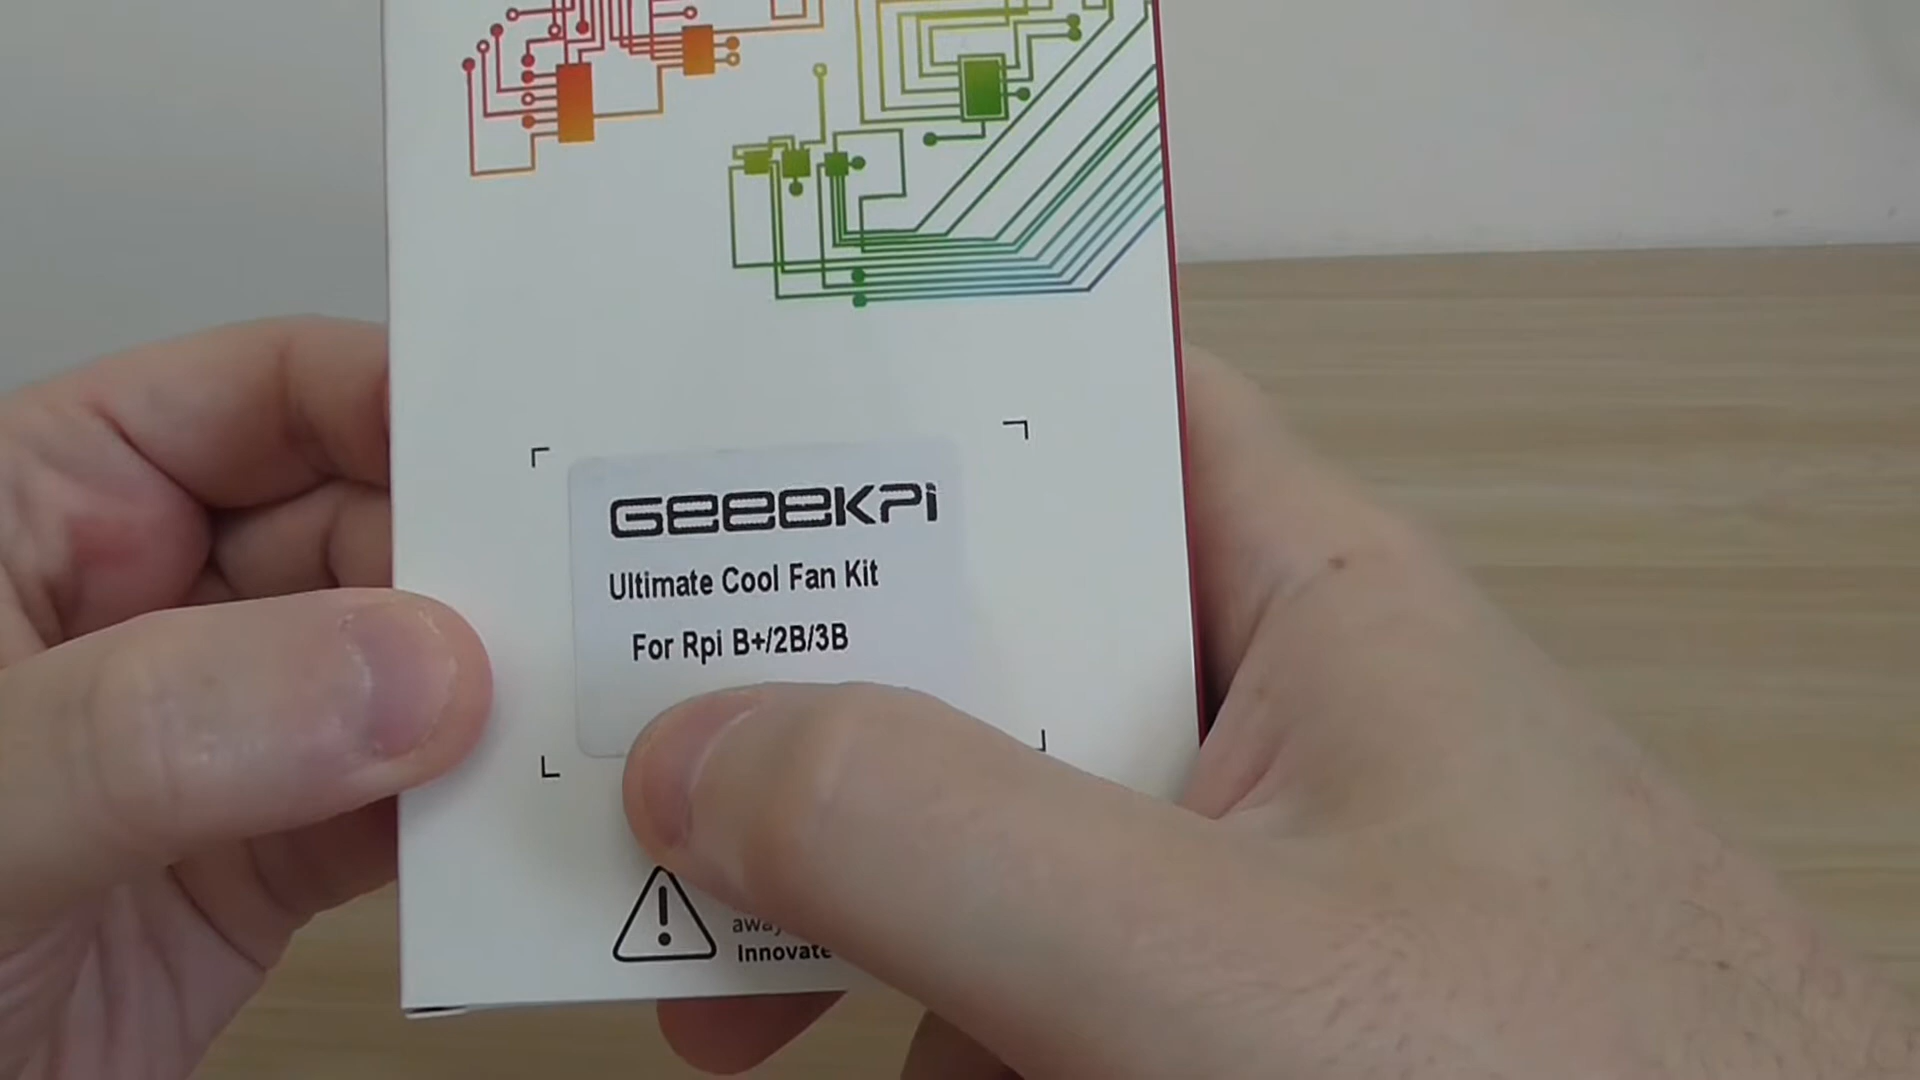 GeeeKPi
Ultimate Cool Fan Kit
For Rpi B+/2B/3B
Innovate